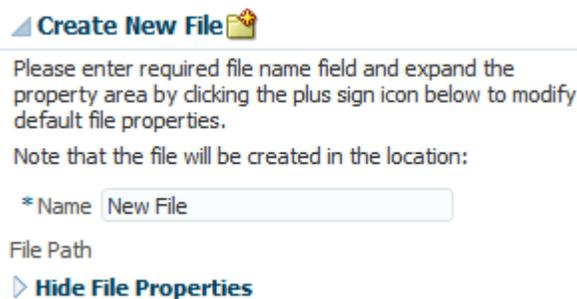 Create New File
Please enter required file name field and expand the
property area by clicking the plus sign icon below to modify
default file properties.
Note that the file will be created in the location:
* Name New File
File Path
Hide File Properties